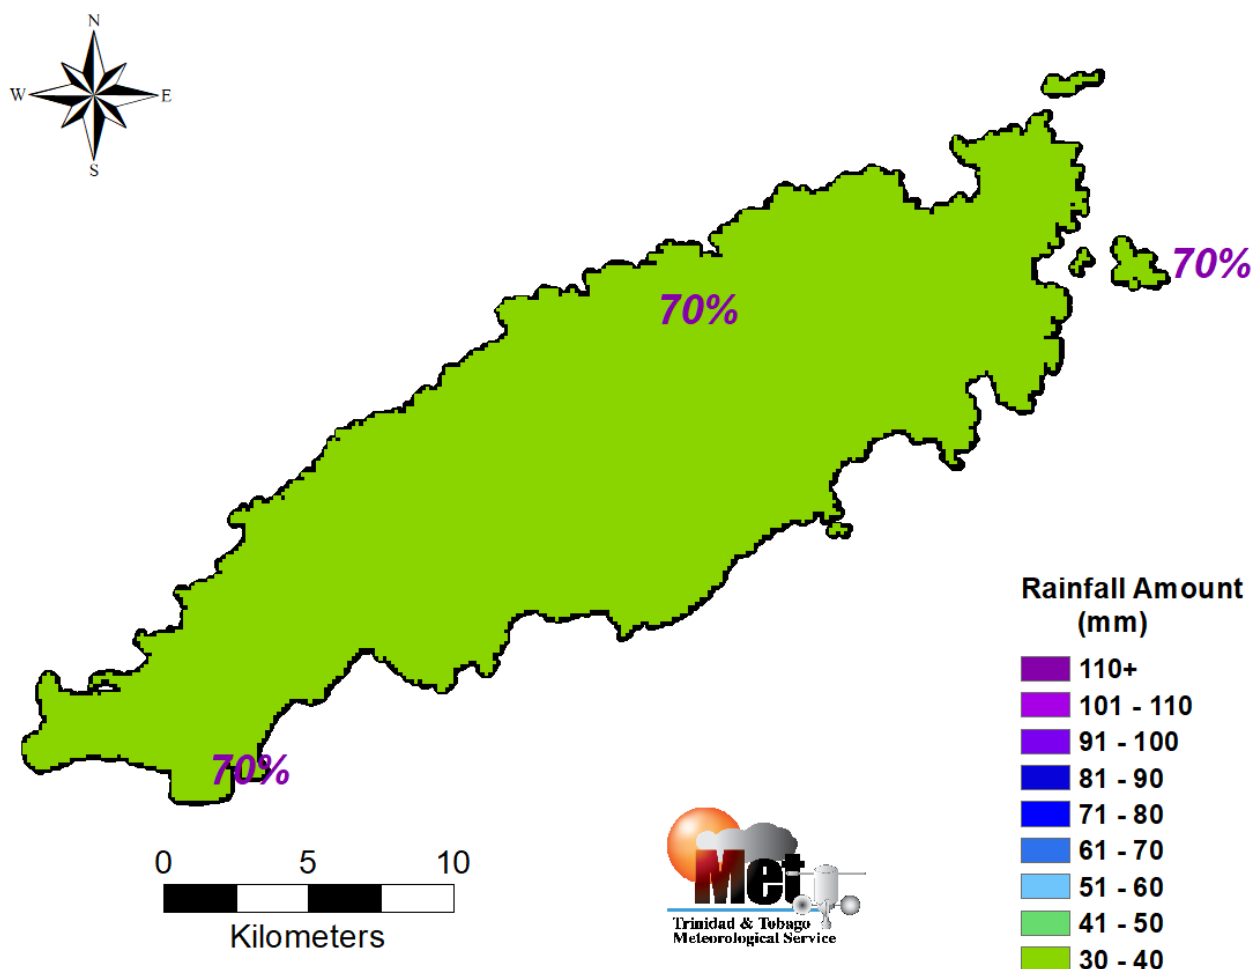 N
W
E
S
70%
70%
70%
Rainfall Amount
(mm)
110+
101 - 110
91 - 100
81 - 90
71 - 80
61 - 70
51 - 60
41 - 50
30 - 40
0 5 10
Kilometers
Met
Trinidad & Tobago
Meteorological Service